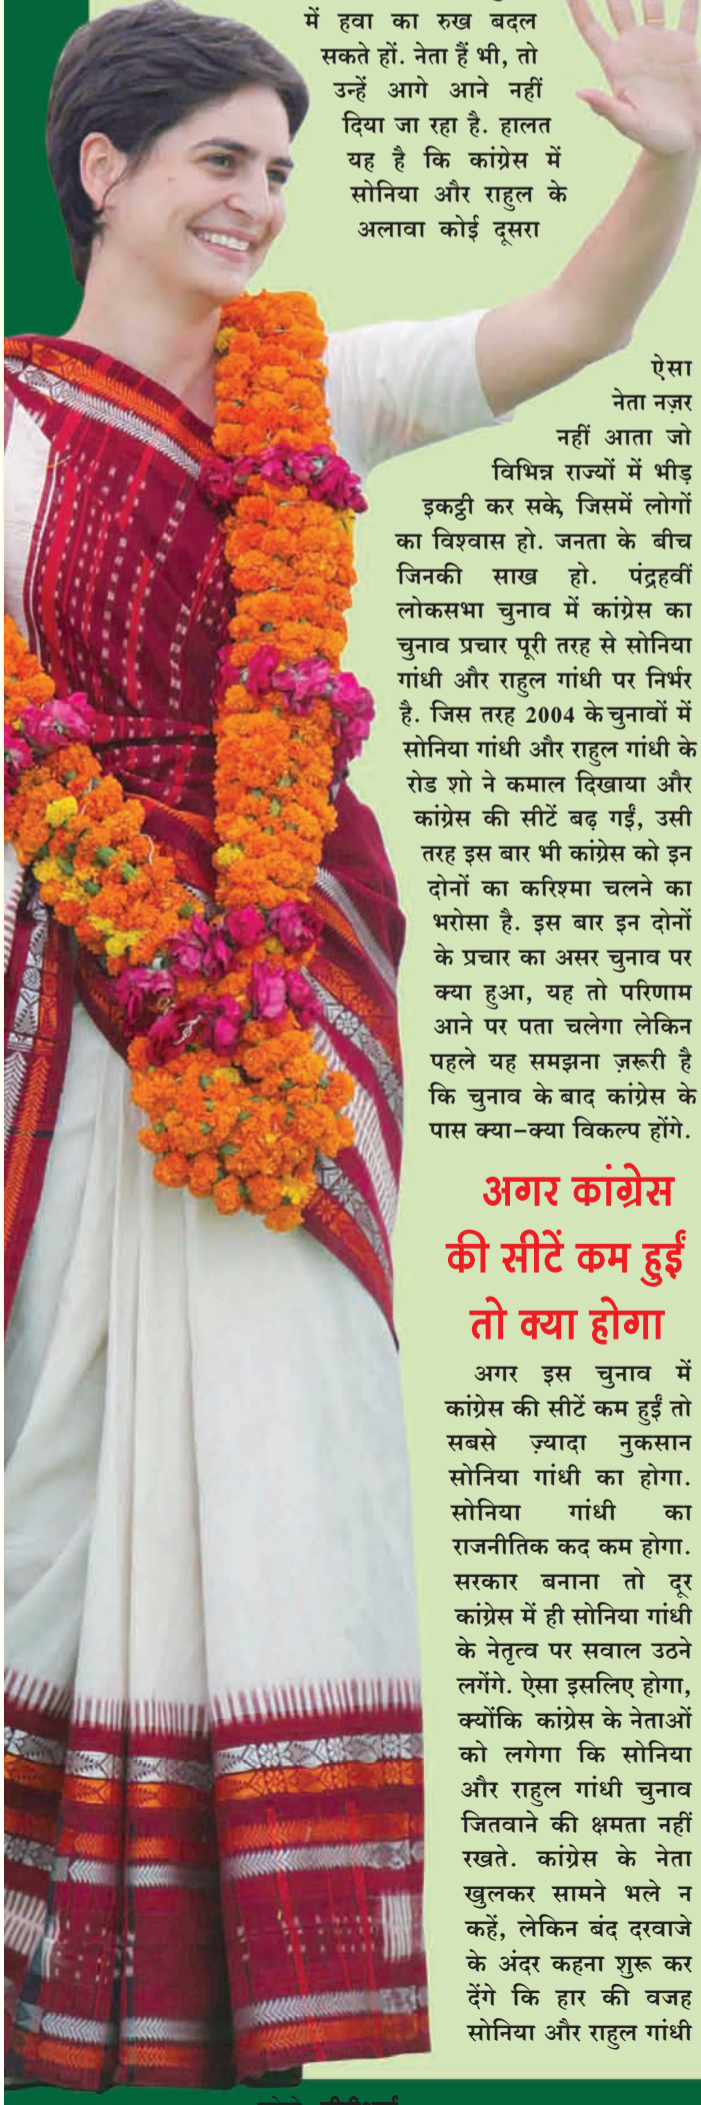 में हवा का रुख बदल
सकते हों. नेता हैं भी, तो
उन्हें आगे आने नहीं
दिया जा रहा है. हालत
यह है कि कांग्रेस में
सोनिया और राहुल के
अलावा कोई दूसरा
ऐसा
नेता नज़र
नहीं आता जो
विभिन्न राज्यों में भीड़
इकट्ठी कर सके, जिसमें लोगों
का विश्वास हो. जनता के बीच
जिनकी साख हो. पंद्रहवीं
लोकसभा चुनाव में कांग्रेस का
चुनाव प्रचार पूरी तरह से सोनिया
गांधी और राहुल गांधी पर निर्भर
है. जिस तरह 2004 के चुनावों में
सोनिया गांधी और राहुल गांधी के
रोड शो ने कमाल दिखाया और
कांग्रेस की सीटें बढ़ गईं, उसी
तरह इस बार भी कांग्रेस को इन
दोनों का करिश्मा चलने का
भरोसा है. इस बार इन दोनों
के प्रचार का असर चुनाव पर
क्या हुआ, यह तो परिणाम
आने पर पता चलेगा लेकिन
पहले यह समझना ज़रूरी है
कि चुनाव के बाद कांग्रेस के
पास क्या-क्या विकल्प होंगे.
अगर कांग्रेस
की सीटें कम हुईं
तो क्या होगा
अगर इस चुनाव में
कांग्रेस की सीटें कम हुईं तो
सबसे ज़्यादा नुकसान
सोनिया गांधी का होगा.
सोनिया गांधी का
राजनीतिक कद कम होगा.
सरकार बनाना तो दूर
कांग्रेस में ही सोनिया गांधी
के नेतृत्व पर सवाल उठने
लगेंगे. ऐसा इसलिए होगा,
क्योंकि कांग्रेस के नेताओं
को लगेगा कि सोनिया
और राहुल गांधी चुनाव
जितवाने की क्षमता नहीं
रखते. कांग्रेस के नेता
खुलकर सामने भले न
कहें, लेकिन बंद दरवाजे
के अंदर कहना शुरू कर
देंगे कि हार की वजह
सोनिया और राहुल गांधी